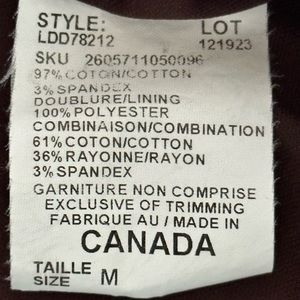 STYLE: LOT
LDD78212 121923
SKU 2605711050096
97% COTON/COTTON
3% SPANDEX
DOUBLURE/LINING
100% POLYESTER
COMBINAISON/COMBINATION
61% COTON/COTTON
36% RAYONNE/RAYON
3% SPANDEX
GARNITURE NON COMPRISE
EXCLUSIVE OF TRIMMING
FABRIQUE AU / MADE IN
CANADA
TAILLE
SIZE M